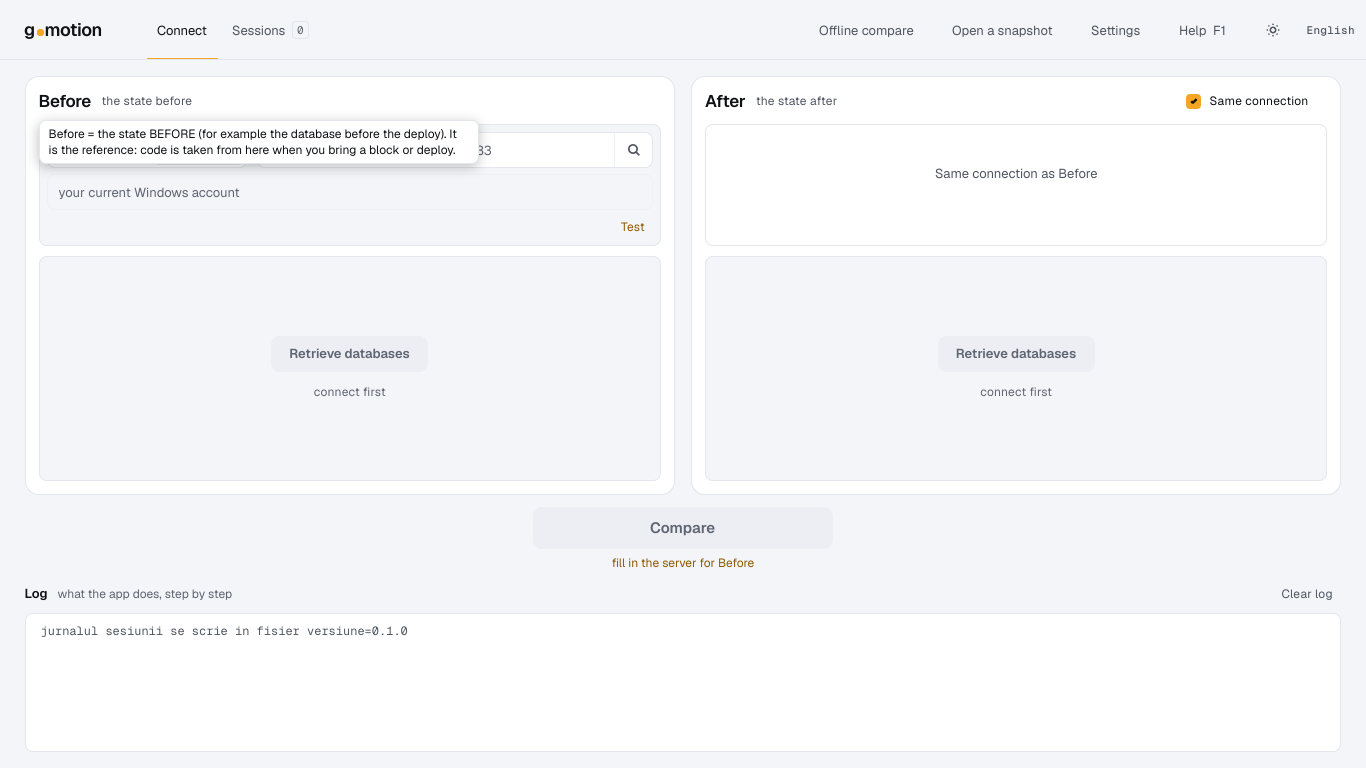 g●motion
Connect
Sessions 0
Offline compare
Open a snapshot
Settings
Help F1
English
Before the state before
Before = the state BEFORE (for example the database before the deploy). It
is the reference: code is taken from here when you bring a block or deploy.
your current Windows account
Test
Retrieve databases
connect first
After the state after
Same connection
Same connection as Before
Retrieve databases
connect first
Compare
fill in the server for Before
Log what the app does, step by step
Clear log
jurnalul sesiunii se scrie in fisier versiune=0.1.0